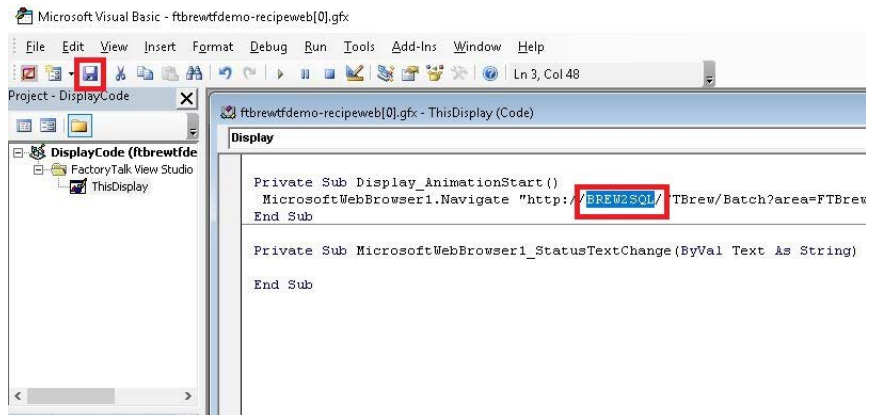 Microsoft Visual Basic - ftbrewtfdemo-recipeweb[0].gfx
File Edit View Insert Format Debug Run Tools Add-Ins Window Help
Ln 3, Col 48
Project - DisplayCode
ftbrewtfdemo-recipeweb[0].gfx - ThisDisplay (Code)
Display
DisplayCode (ftbrewtfde
FactoryTalk View Studio
ThisDisplay
Private Sub Display_AnimationStart()
MicrosoftWebBrowser1.Navigate "http://BREW2SQL/FTBrew/Batch?area=FTBrew
End Sub
Private Sub MicrosoftWebBrowser1_StatusTextChange(ByVal Text As String)
End Sub